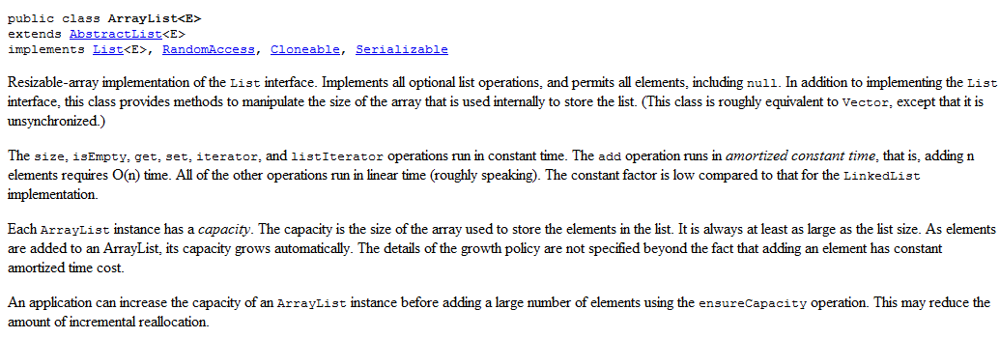 public class ArrayList<E>
extends AbstractList<E>
implements List<E>, RandomAccess, Cloneable, Serializable
Resizable-array implementation of the List interface. Implements all optional list operations, and permits all elements, including null. In addition to implementing the List
interface, this class provides methods to manipulate the size of the array that is used internally to store the list. (This class is roughly equivalent to Vector, except that it is
unsynchronized.)
The size, isEmpty, get, set, iterator, and listIterator operations run in constant time. The add operation runs in amortized constant time, that is, adding n
elements requires O(n) time. All of the other operations run in linear time (roughly speaking). The constant factor is low compared to that for the LinkedList
implementation.
Each ArrayList instance has a capacity. The capacity is the size of the array used to store the elements in the list. It is always at least as large as the list size. As elements
are added to an ArrayList, its capacity grows automatically. The details of the growth policy are not specified beyond the fact that adding an element has constant
amortized time cost.
An application can increase the capacity of an ArrayList instance before adding a large number of elements using the ensureCapacity operation. This may reduce the
amount of incremental reallocation.